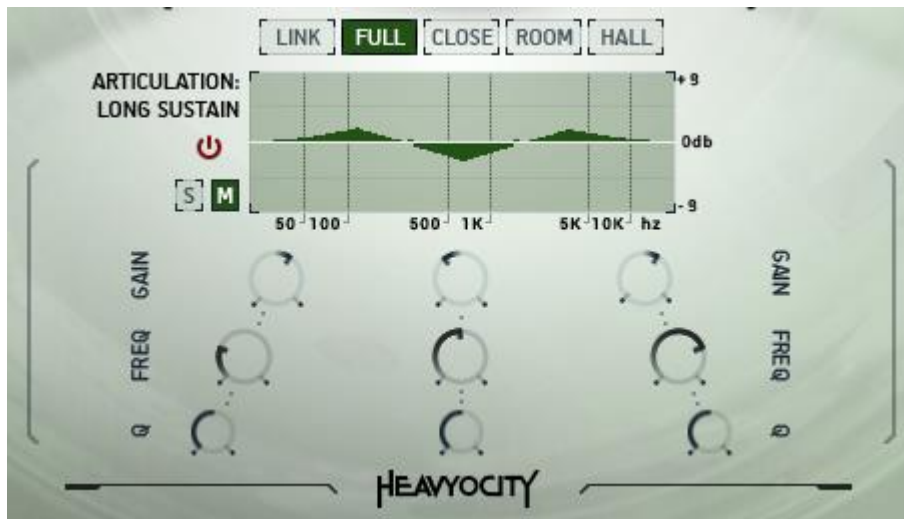 LINK FULL CLOSE ROOM HALL
ARTICULATION:
LONG SUSTAIN
+9
0db
-9
S M
50 100 500 1K 5K 10K hz
GAIN GAIN
FREQ FREQ
Q Q
HEAVYOCITY